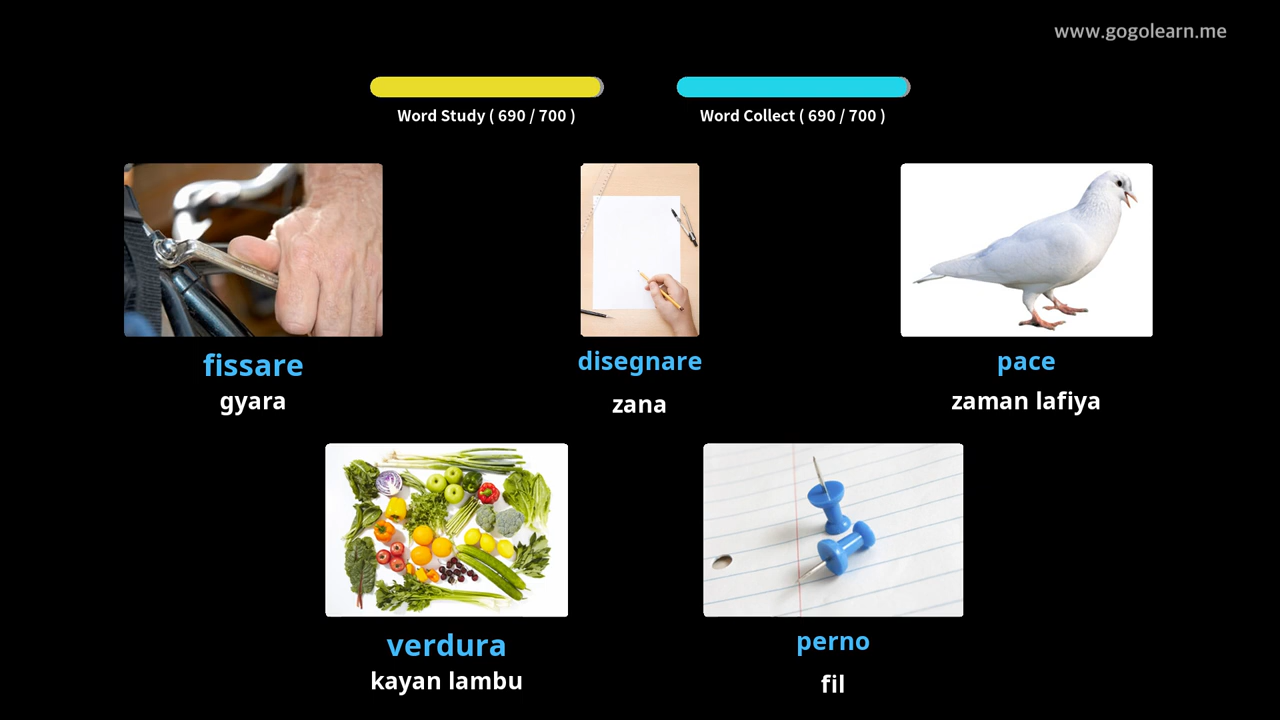 www.gogolearn.me
Word Study ( 690 / 700 )
Word Collect ( 690 / 700 )
fissare
gyara
disegnare
zana
pace
zaman lafiya
verdura
kayan lambu
perno
fil